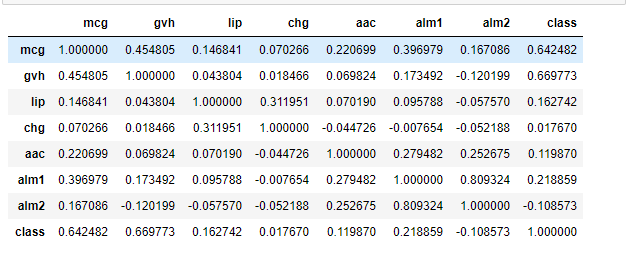 mcg gvh lip chg aac alm1 alm2 class
mcg 1.000000 0.454805 0.146841 0.070266 0.220699 0.396979 0.167086 0.642482
gvh 0.454805 1.000000 0.043804 0.018466 0.069824 0.173492 -0.120199 0.669773
lip 0.146841 0.043804 1.000000 0.311951 0.070190 0.095788 -0.057570 0.162742
chg 0.070266 0.018466 0.311951 1.000000 -0.044726 -0.007654 -0.052188 0.017670
aac 0.220699 0.069824 0.070190 -0.044726 1.000000 0.279482 0.252675 0.119870
alm1 0.396979 0.173492 0.095788 -0.007654 0.279482 1.000000 0.809324 0.218859
alm2 0.167086 -0.120199 -0.057570 -0.052188 0.252675 0.809324 1.000000 -0.108573
class 0.642482 0.669773 0.162742 0.017670 0.119870 0.218859 -0.108573 1.000000